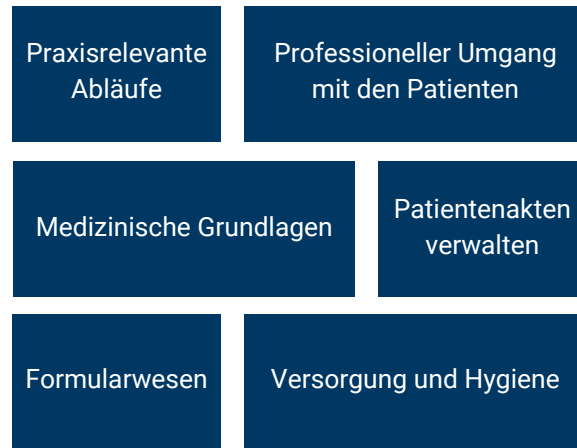 Praxisrelevante
Abläufe
Professioneller Umgang
mit den Patienten
Medizinische Grundlagen
Patientenakten
verwalten
Formularwesen
Versorgung und Hygiene